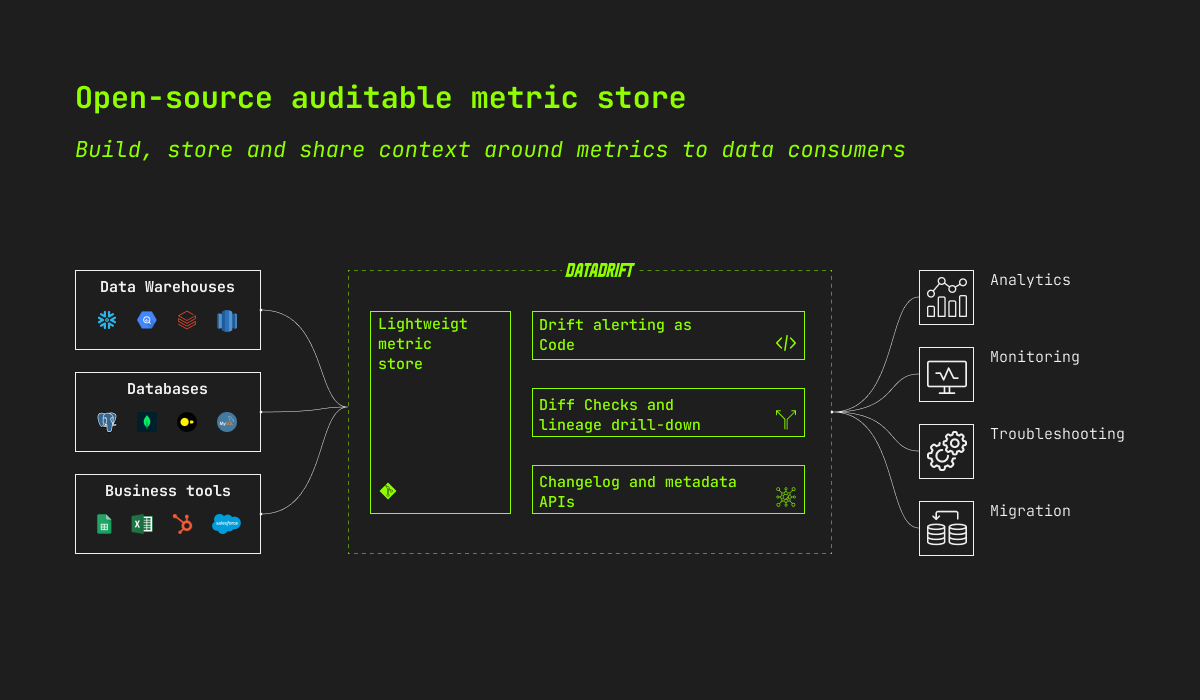 Open-source auditable metric store
Build, store and share context around metrics to data consumers
DATADRIFT
Data Warehouses
Databases
My
Business tools
X
salesforce
Lightweigt
metric
store
Drift alerting as
Code
Diff Checks and
lineage drill-down
Changelog and metadata
APIs
Analytics
Monitoring
Troubleshooting
Migration